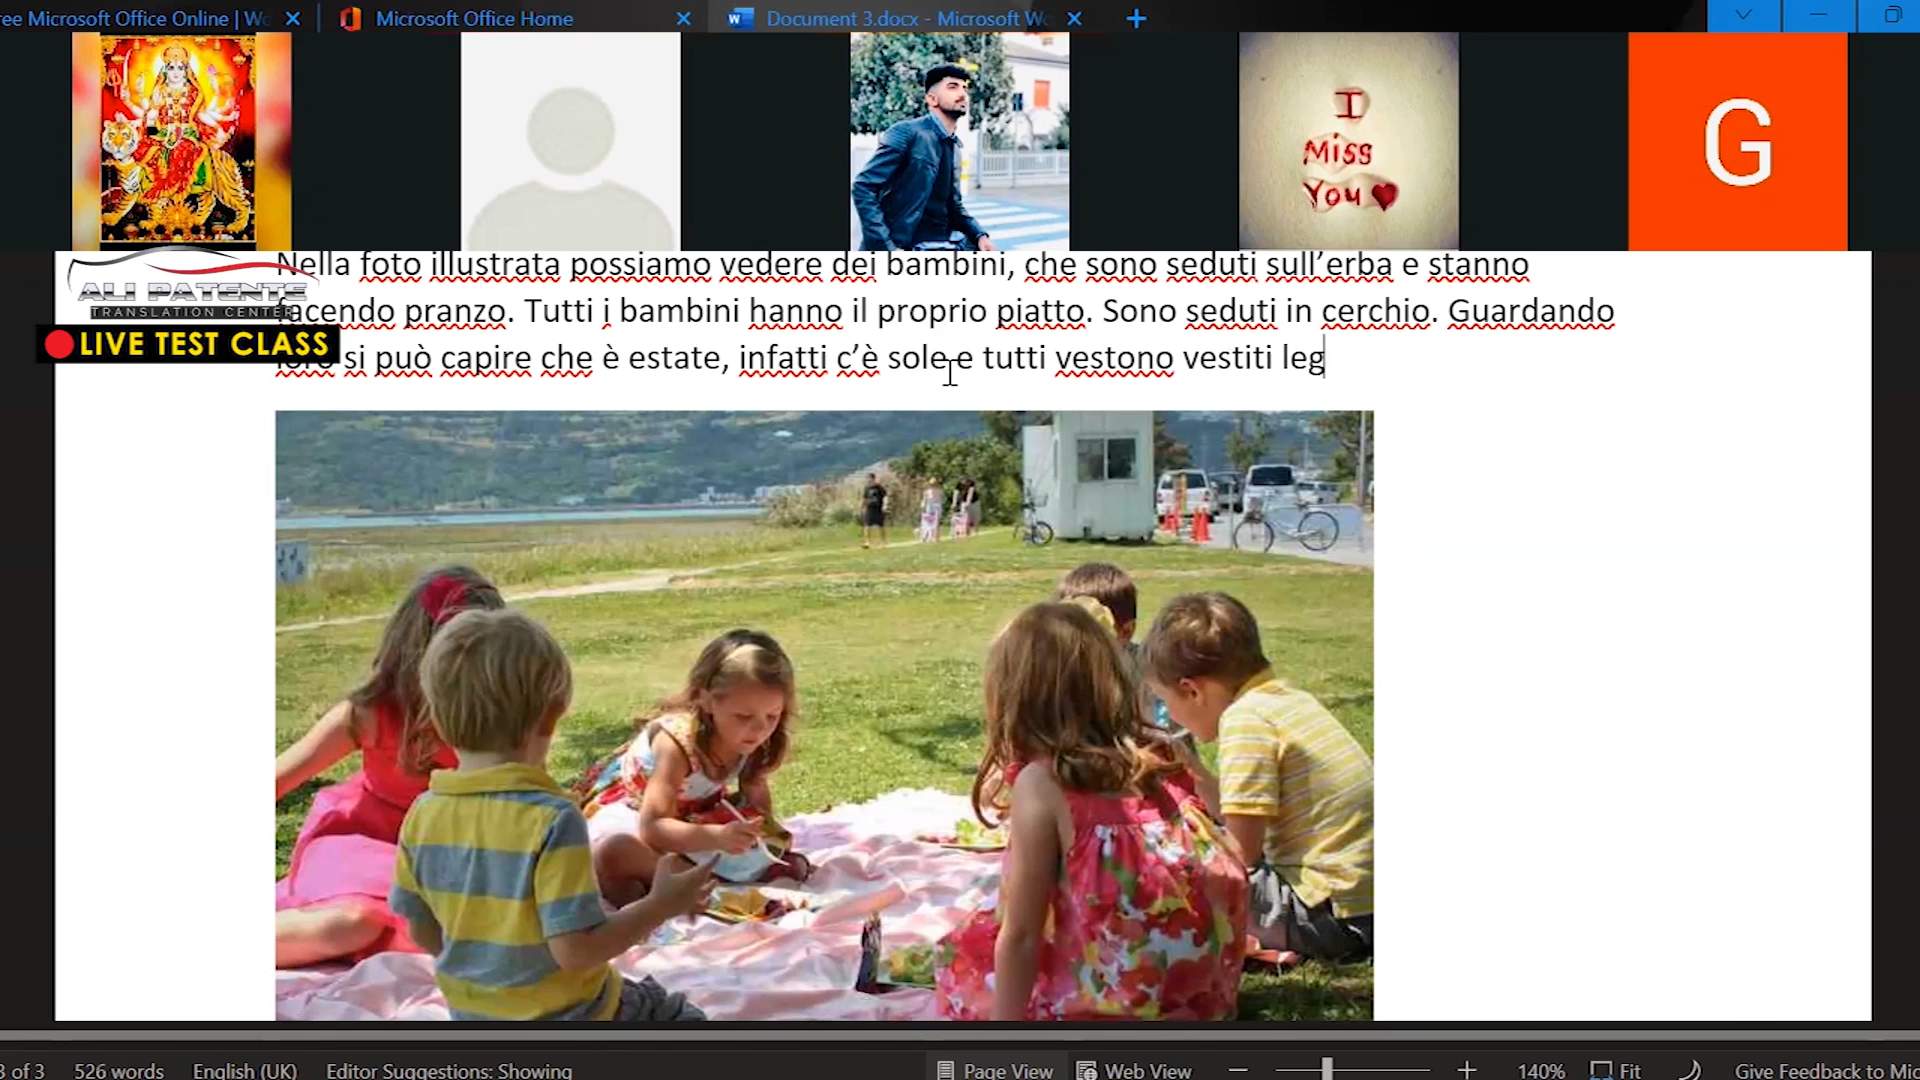 ree Microsoft Office Online | Wo
Microsoft Office Home
Document 3.docx - Microsoft Wo
I
Miss
You
G
Nella foto illustrata possiamo vedere dei bambini, che sono seduti sull'erba e stanno
facendo pranzo. Tutti i bambini hanno il proprio piatto. Sono seduti in cerchio. Guardando
loro si può capire che è estate, infatti c'è sole e tutti vestono vestiti leg
ALI PATENTE
TRANSLATION CENTER
LIVE TEST CLASS
3 of 3 526 words English (UK) Editor Suggestions: Showing Page View Web View 140% Fit Give Feedback to Mic